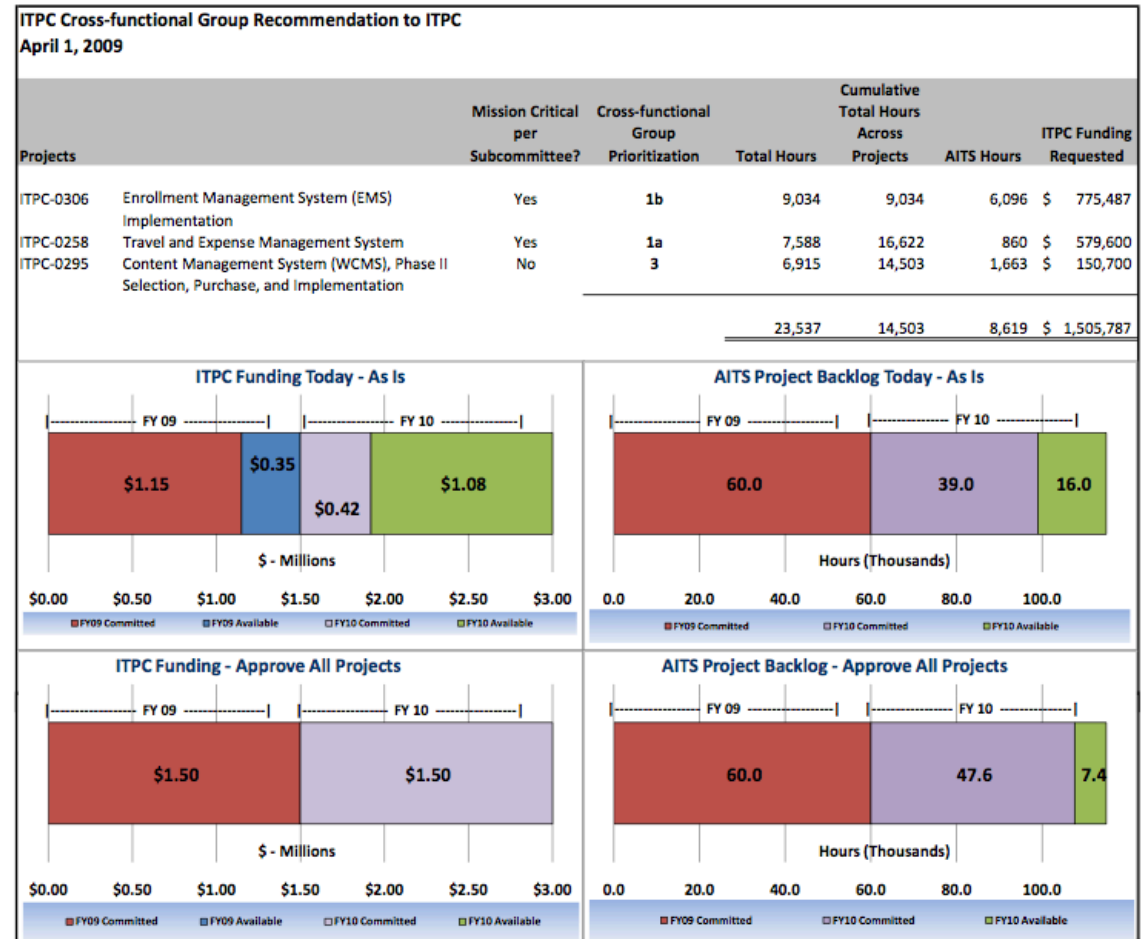 ITPC Cross-functional Group Recommendation to ITPC
April 1, 2009
Cumulative
Mission Critical Cross-functional Total Hours
per Group Across ITPC Funding
Projects Subcommittee? Prioritization Total Hours Projects AITS Hours Requested
ITPC-0306 Enrollment Management System (EMS) Yes 1b 9,034 9,034 6,096 $ 775,487
Implementation
ITPC-0258 Travel and Expense Management System Yes 1a 7,588 16,622 860 $ 579,600
ITPC-0295 Content Management System (WCMS), Phase II No 3 6,915 14,503 1,663 $ 150,700
Selection, Purchase, and Implementation
23,537 14,503 8,619 $ 1,505,787
ITPC Funding Today - As Is
FY 09 FY 10
$1.15 $0.35 $0.42 $1.08
$ - Millions
$0.00 $0.50 $1.00 $1.50 $2.00 $2.50 $3.00
FY09 Committed FY09 Available FY10 Committed FY10 Available
AITS Project Backlog Today - As Is
FY 09 FY 10
60.0 39.0 16.0
Hours (Thousands)
0.0 20.0 40.0 60.0 80.0 100.0
FY09 Committed FY10 Committed FY10 Available
ITPC Funding - Approve All Projects
FY 09 FY 10
$1.50 $1.50
$ - Millions
$0.00 $0.50 $1.00 $1.50 $2.00 $2.50 $3.00
FY09 Committed FY09 Available FY10 Committed FY10 Available
AITS Project Backlog - Approve All Projects
FY 09 FY 10
60.0 47.6 7.4
Hours (Thousands)
0.0 20.0 40.0 60.0 80.0 100.0
FY09 Committed FY10 Committed FY10 Available